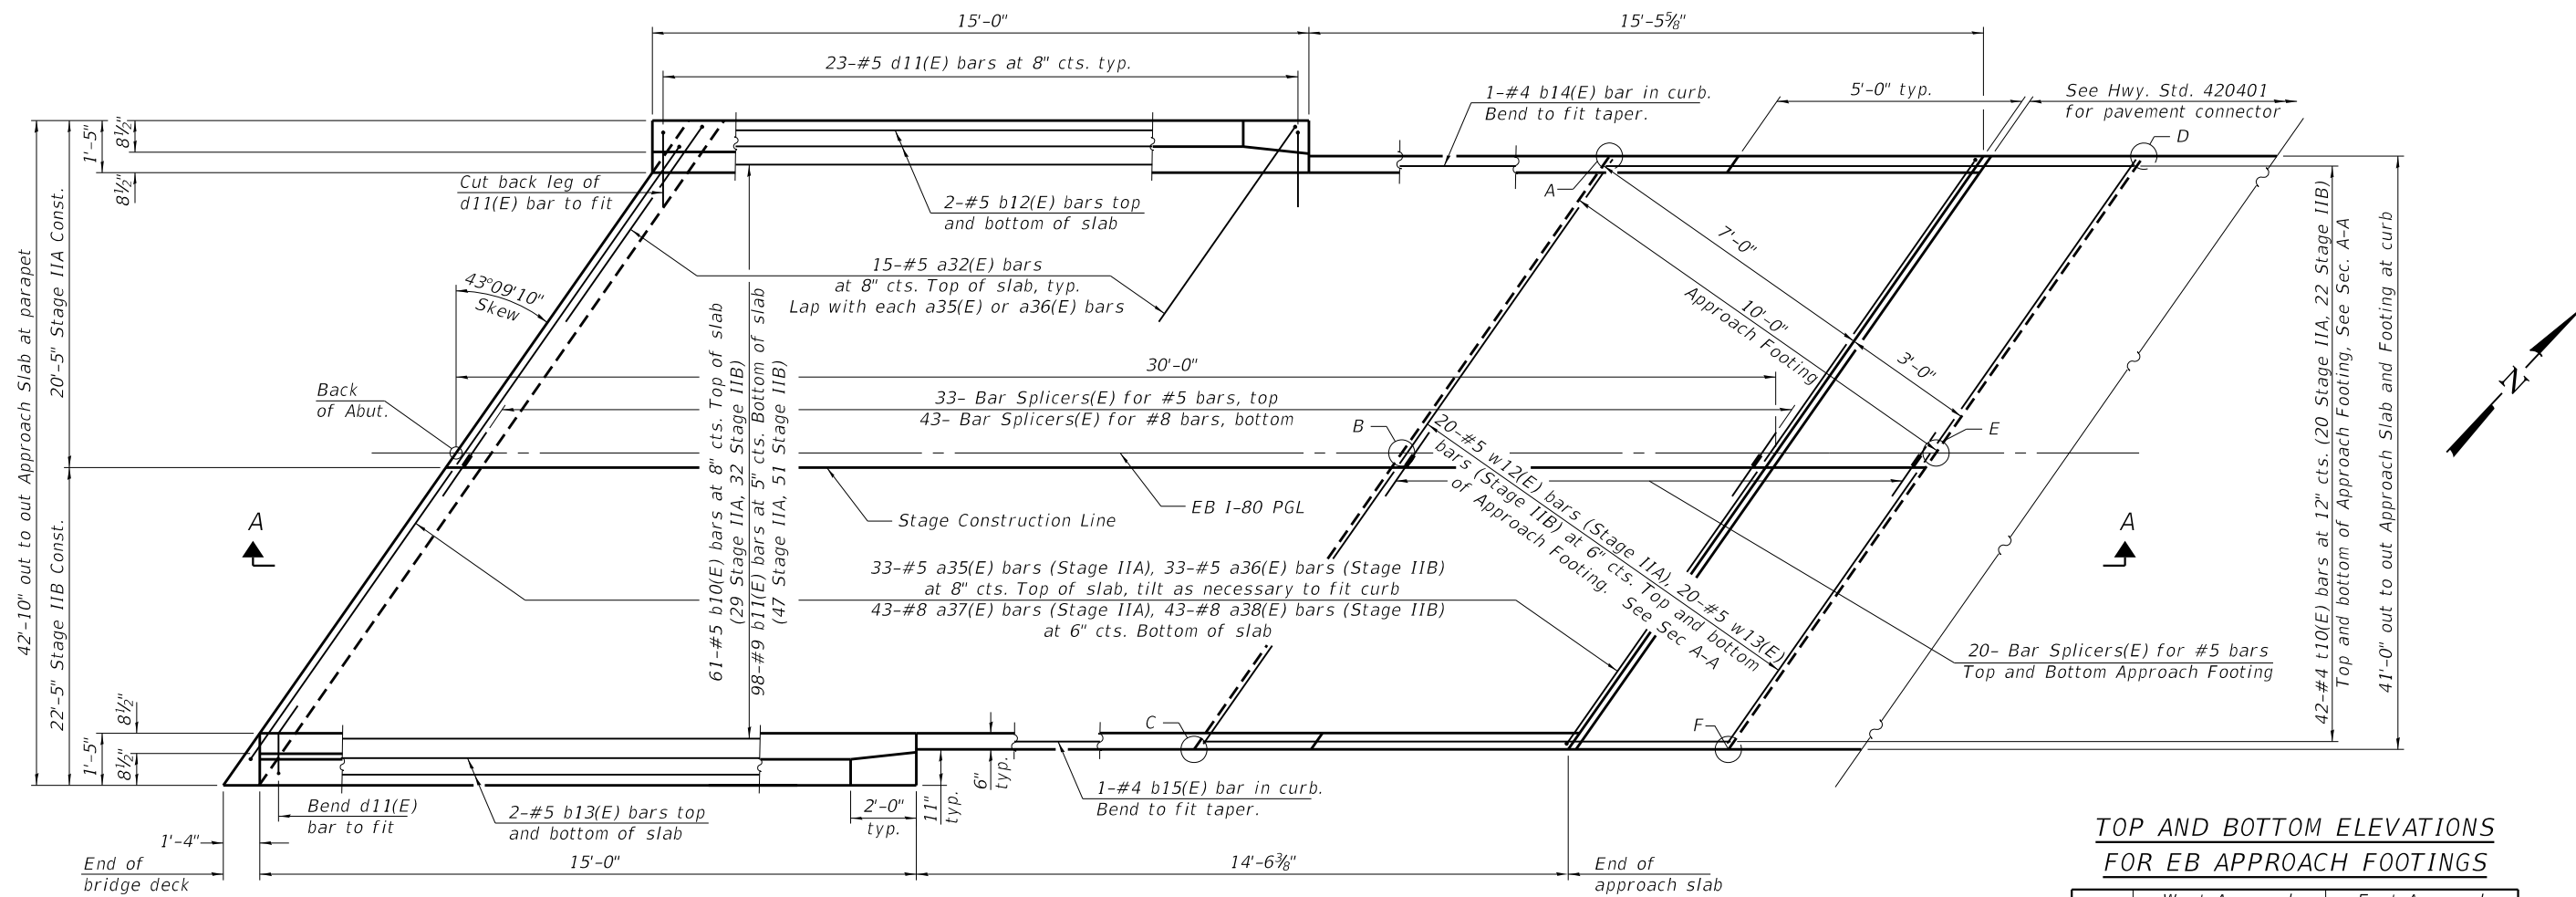 15'-0"
15'-5⅝"
23-#5 d11(E) bars at 8" cts. typ.
1-#4 b14(E) bar in curb.
Bend to fit taper.
5'-0" typ.
See Hwy. Std. 420401
for pavement connector
1'-5"
8½"
8½"
D
A
Cut back leg of
d11(E) bar to fit
2-#5 b12(E) bars top
and bottom of slab
15-#5 a32(E) bars
at 8" cts. Top of slab, typ.
Lap with each a35(E) or a36(E) bars
43°09'10"
Skew
7'-0"
10'-0"
Approach Footing
3'-0"
42'-10" out to out Approach Slab at parapet
20'-5" Stage IIA Const.
22'-5" Stage IIB Const.
61-#5 b10(E) bars at 8" cts. Top of slab
(29 Stage IIA, 32 Stage IIB)
98-#9 b11(E) bars at 5" cts. Bottom of slab
(47 Stage IIA, 51 Stage IIB)
30'-0"
33- Bar Splicers(E) for #5 bars, top
43- Bar Splicers(E) for #8 bars, bottom
Back
of Abut.
B
E
N
EB I-80 PGL
Stage Construction Line
A
A
20-#5 w12(E) bars (Stage IIA), 20-#5 w13(E)
bars (Stage IIB) at 6" cts. Top and bottom
of Approach Footing. See Sec A-A
33-#5 a35(E) bars (Stage IIA), 33-#5 a36(E) bars (Stage IIB)
at 8" cts. Top of slab, tilt as necessary to fit curb
43-#8 a37(E) bars (Stage IIA), 43-#8 a38(E) bars (Stage IIB)
at 6" cts. Bottom of slab
20- Bar Splicers(E) for #5 bars
Top and Bottom Approach Footing
42-#4 t10(E) bars at 12" cts. (20 Stage IIA, 22 Stage IIB)
Top and bottom of Approach Footing, See Sec. A-A
41'-0" out to out Approach Slab and Footing at curb
8½"
1'-5"
8½"
C
F
6"
typ.
11"
typ.
1-#4 b15(E) bar in curb.
Bend to fit taper.
Bend d11(E)
bar to fit
2-#5 b13(E) bars top
and bottom of slab
2'-0"
typ.
1'-4"
End of
bridge deck
15'-0"
14'-6⅜"
End of
approach slab
TOP AND BOTTOM ELEVATIONS
FOR EB APPROACH FOOTINGS